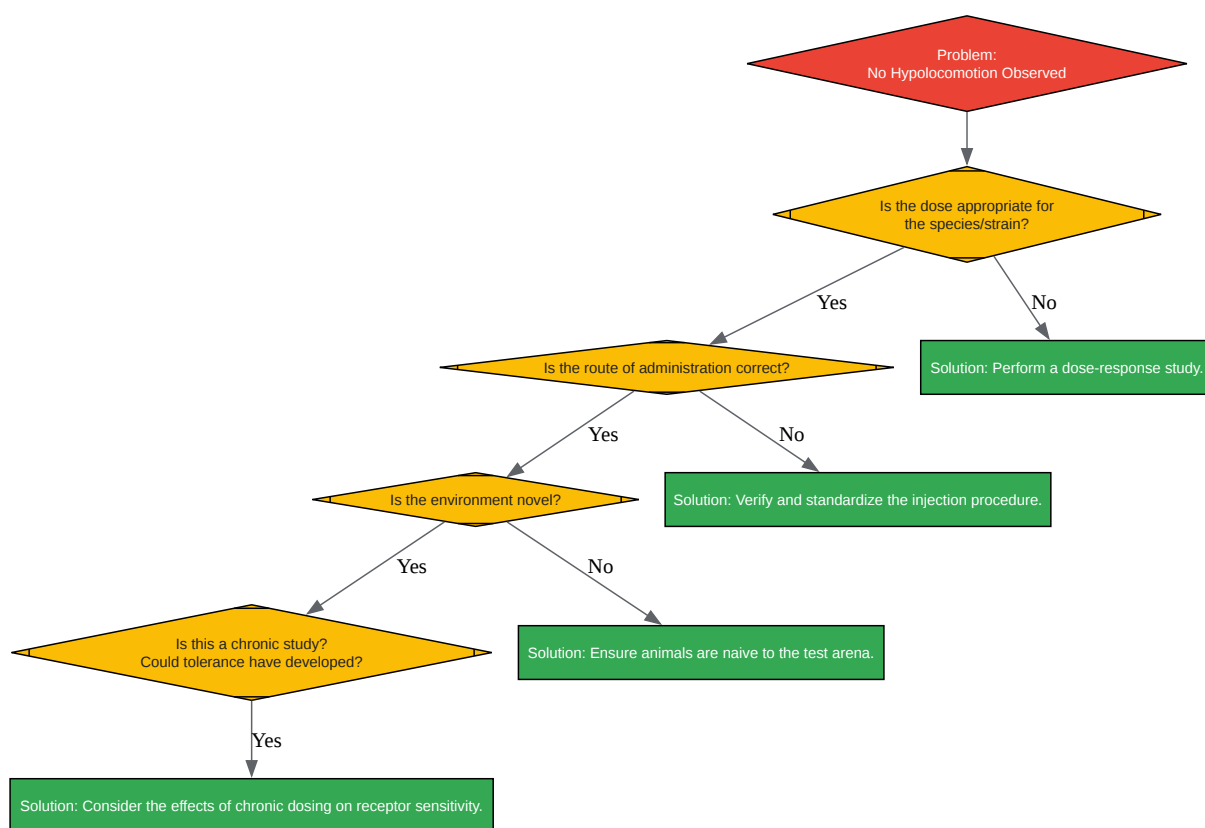 Problem:
No Hypolocomotion Observed
Is the dose appropriate for
the species/strain?
Yes
No
Is the route of administration correct?
Solution: Perform a dose-response study.
Yes
No
Is the environment novel?
Solution: Verify and standardize the injection procedure.
Yes
No
Is this a chronic study?
Could tolerance have developed?
Solution: Ensure animals are naive to the test arena.
Yes
Solution: Consider the effects of chronic dosing on receptor sensitivity.